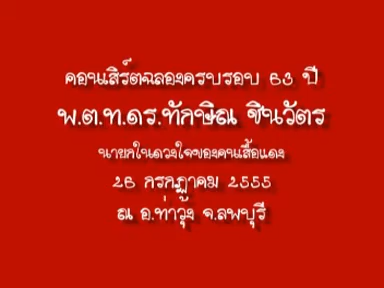 คอนเสิร์ตฉลองครบรอบ 63 ปี
พ.ต.ท.ดร.ทักษิณ ชินวัตร
นายกในดวงใจของคนเสื้อแดง
28 กรกฎาคม 2555
ณ อ.ท่าวุ้ง จ.ลพบุรี